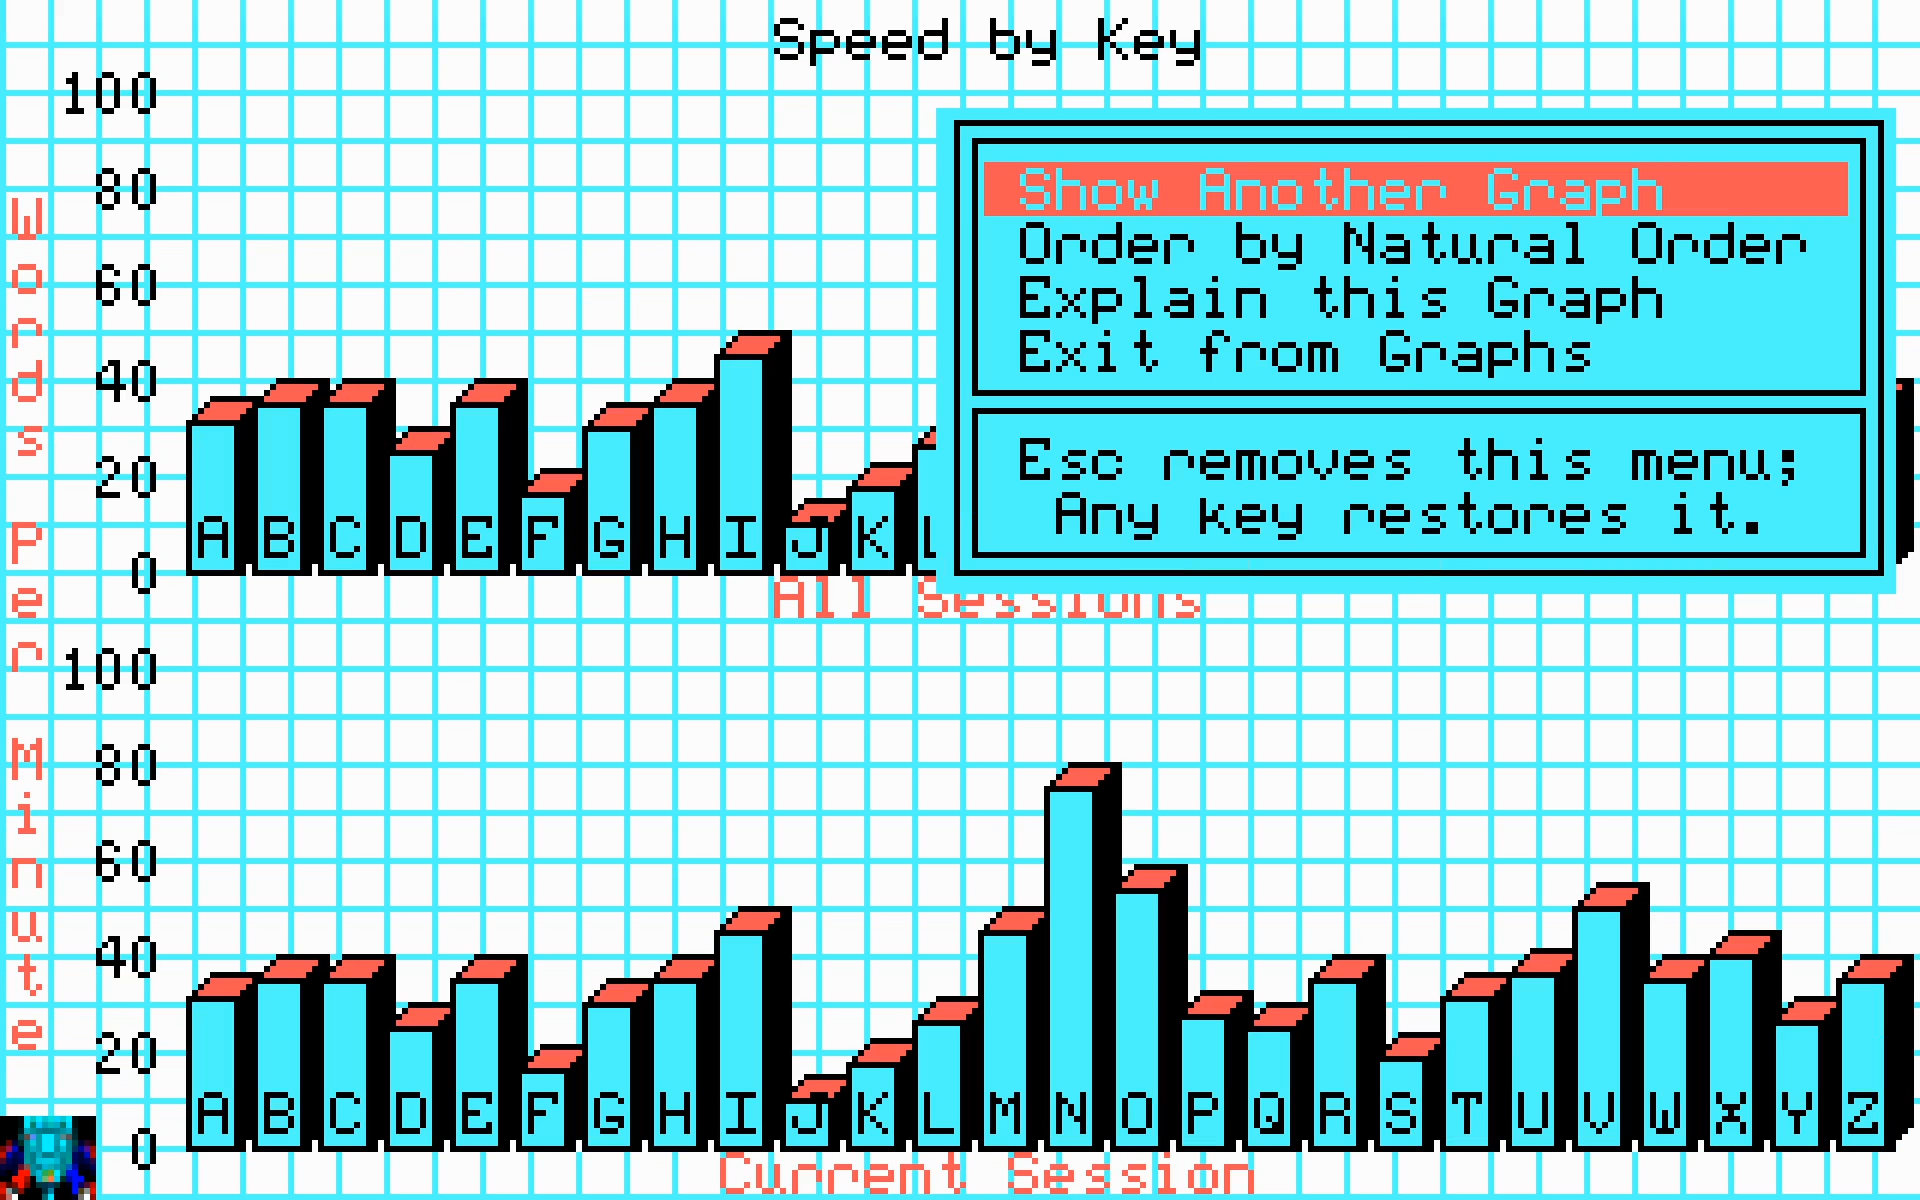 Speed by Key
Words Per Minute
100
80
60
40
20
0
A B C D E F G H I J K L
All Sessions
Show Another Graph
Order by Natural Order
Explain this Graph
Exit from Graphs
Esc removes this menu;
Any key restores it.
100
80
60
40
20
0
A B C D E F G H I J K L M N O P Q R S T U V W X Y Z
Current Session